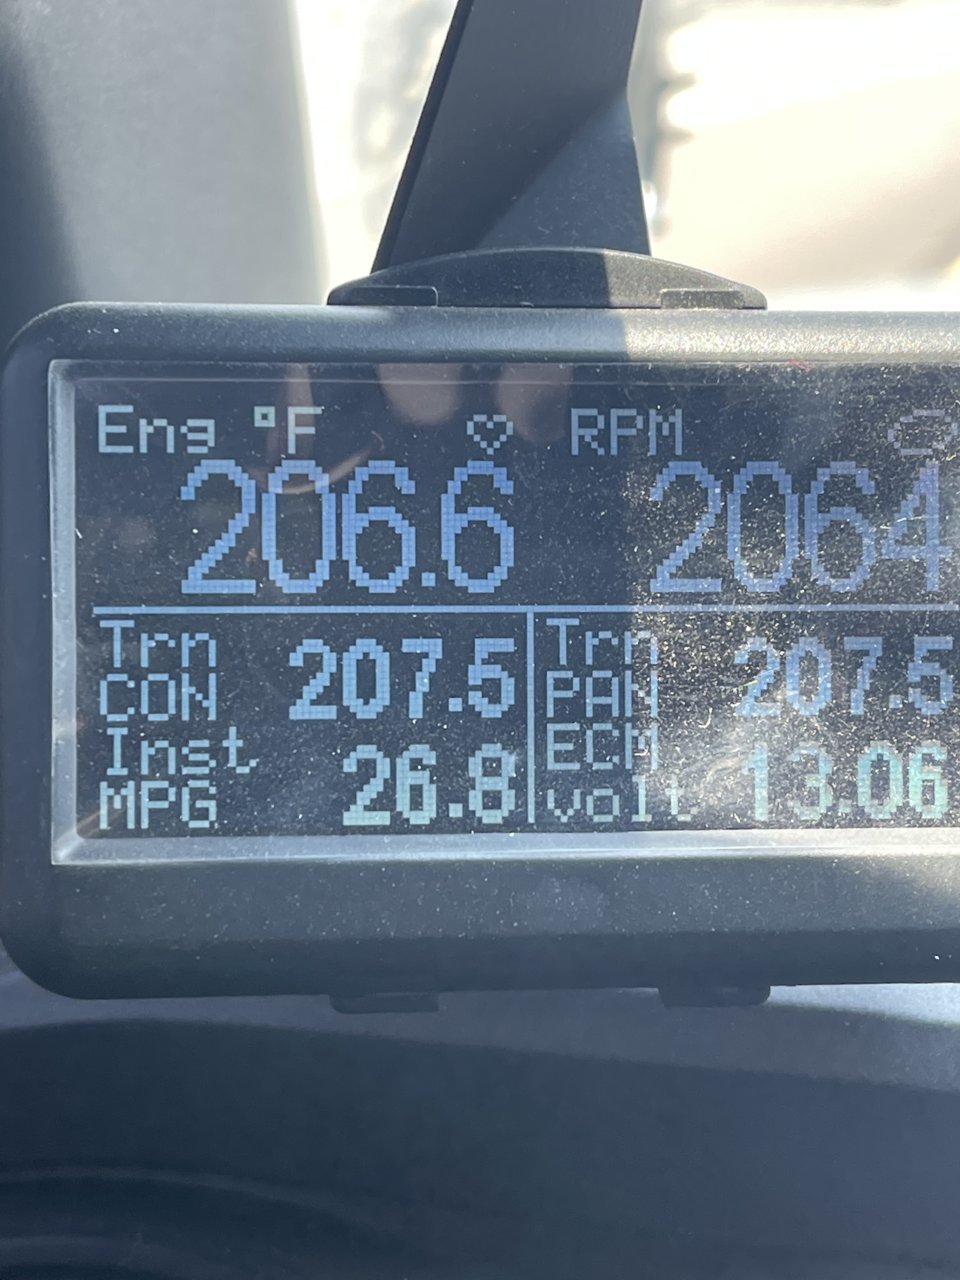 Eng °F ♡ RPM
206.6 2064
Trn CON 207.5 Trn PAN 207.5
Inst MPG 26.8 ECM volt 13.06